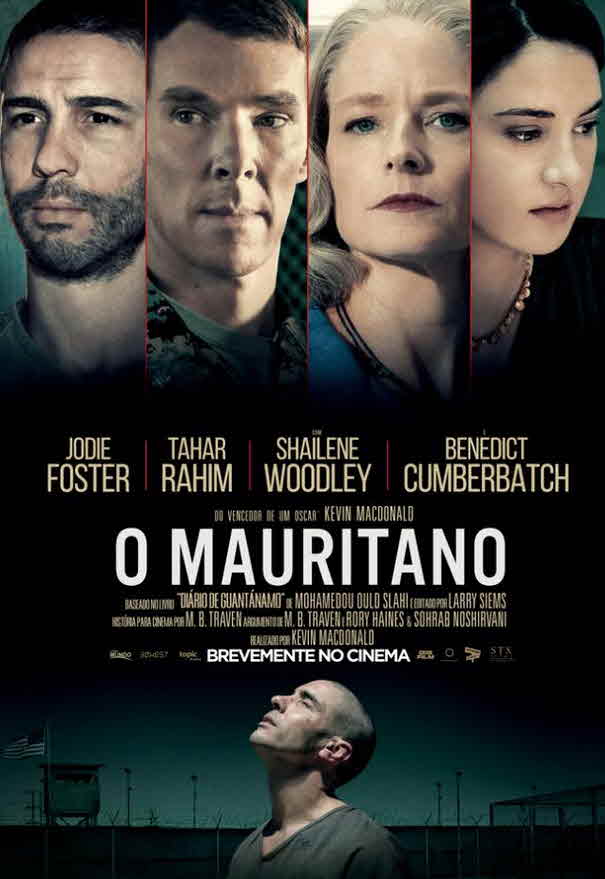 COM
E
JODIE | TAHAR | SHAILENE | BENEDICT
FOSTER | RAHIM | WOODLEY | CUMBERBATCH
DO VENCEDOR DE UM OSCAR® KEVIN MACDONALD
O MAURITANO
BASEADO NO LIVRO "DIÁRIO DE GUANTÁNAMO" DE MOHAMEDOU OULD SLAHI E EDITADO POR LARRY SIEMS
HISTÓRIA PARA CINEMA POR M. B. TRAVEN ARGUMENTO DE M. B. TRAVEN E RORY HAINES & SOHRAB NOSHIRVANI
REALIZADO POR KEVIN MACDONALD
30WEST topic BREVEMENTE NO CINEMA STX